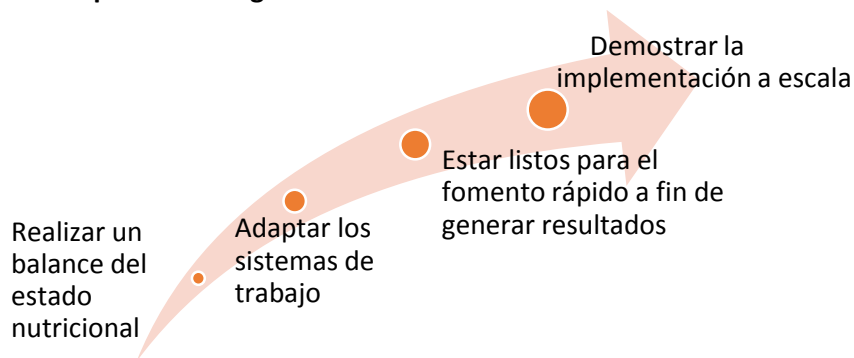 Realizar un
balance del
estado
nutricional
Adaptar los
sistemas de
trabajo
Estar listos para el
fomento rápido a fin de
generar resultados
Demostrar la
implementación a escala